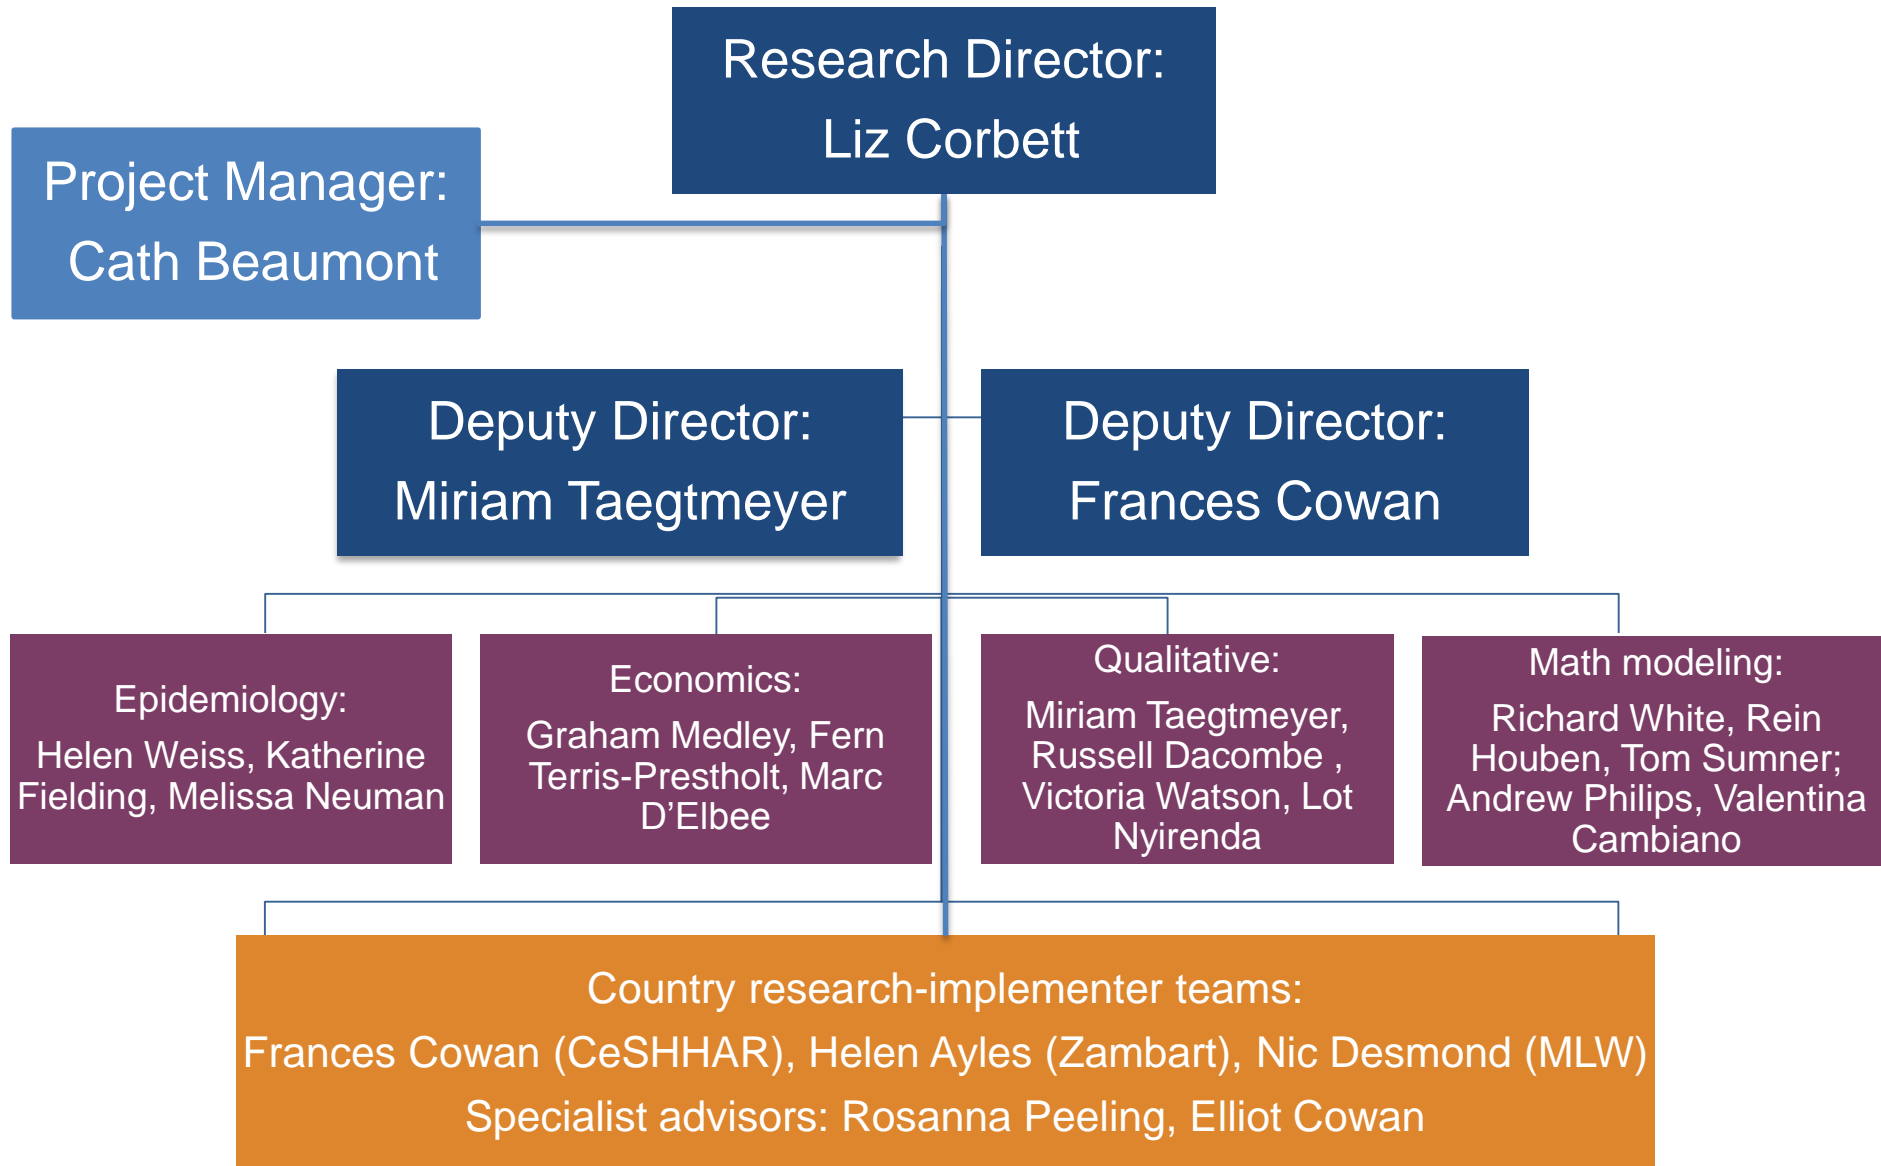 Research Director:
Liz Corbett
Project Manager:
Cath Beaumont
Deputy Director:
Miriam Taegtmeyer
Deputy Director:
Frances Cowan
Epidemiology:
Helen Weiss, Katherine
Fielding, Melissa Neuman
Economics:
Graham Medley, Fern
Terris-Prestholt, Marc
D’Elbee
Qualitative:
Miriam Taegtmeyer,
Russell Dacombe ,
Victoria Watson, Lot
Nyirenda
Math modeling:
Richard White, Rein
Houben, Tom Sumner;
Andrew Philips, Valentina
Cambiano
Country research-implementer teams:
Frances Cowan (CeSHHAR), Helen Ayles (Zambart), Nic Desmond (MLW)
Specialist advisors: Rosanna Peeling, Elliot Cowan